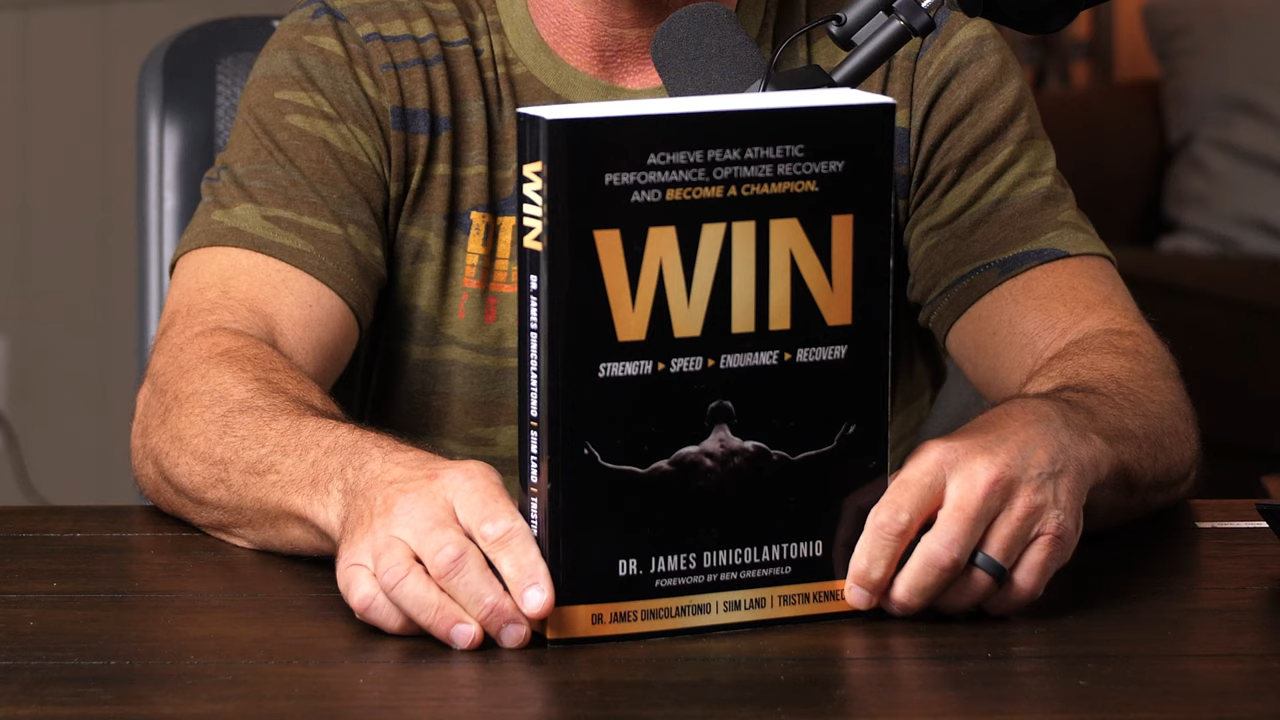 ACHIEVE PEAK ATHLETIC
PERFORMANCE, OPTIMIZE RECOVERY
AND BECOME A CHAMPION.
WIN
STRENGTH ▸ SPEED ▸ ENDURANCE ▸ RECOVERY
DR. JAMES DINICOLANTONIO
FOREWORD BY BEN GREENFIELD
DR. JAMES DINICOLANTONIO | SIIM LAND | TRISTIN
WIN
DR. JAMES DINICOLANTONIO | SIIM LAND |